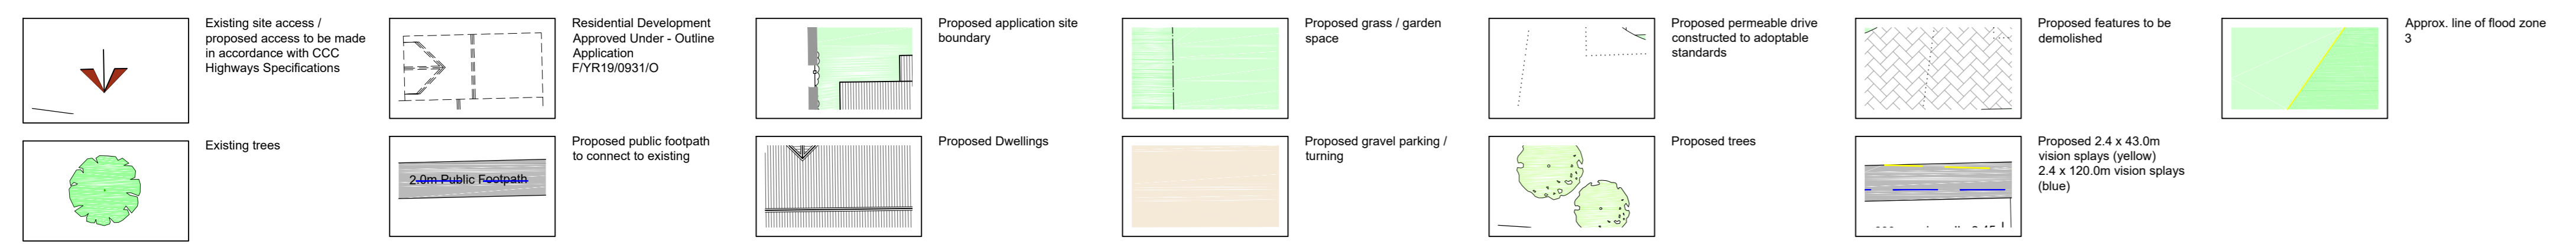 Existing site access /
proposed access to be made
in accordance with CCC
Highways Specifications
Residential Development
Approved Under - Outline
Application
F/YR19/0931/O
Proposed application site
boundary
Proposed grass / garden
space
Proposed permeable drive
constructed to adoptable
standards
Proposed features to be
demolished
Approx. line of flood zone
3
Existing trees
2.0m Public Footpath
Proposed public footpath
to connect to existing
Proposed Dwellings
Proposed gravel parking /
turning
Proposed trees
Proposed 2.4 x 43.0m
vision splays (yellow)
2.4 x 120.0m vision splays
(blue)